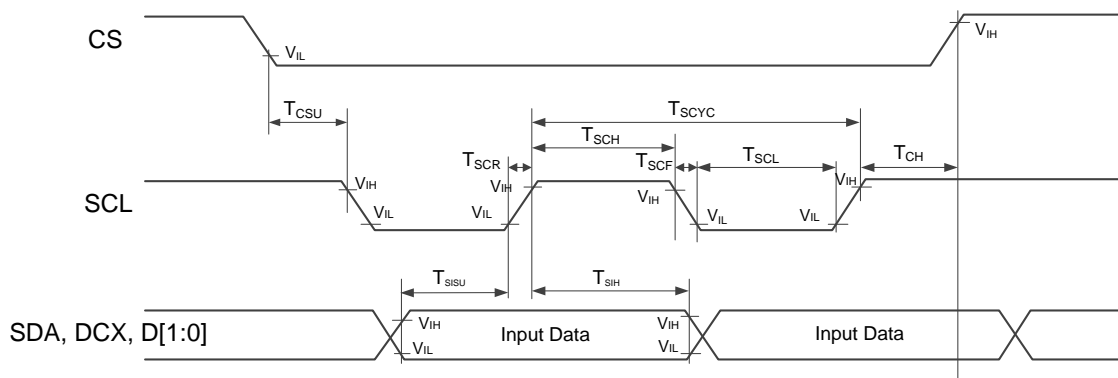 CS
VIL
VIH
TCSU
TSCYC
TSCH
TSCR
TSCF
TSCL
TCH
SCL
VIH
VIL
VIL
VIH
VIH
VIL
VIL
VIH
TSISU
TSIH
SDA, DCX, D[1:0]
VIH
VIL
Input Data
VIH
VIL
Input Data